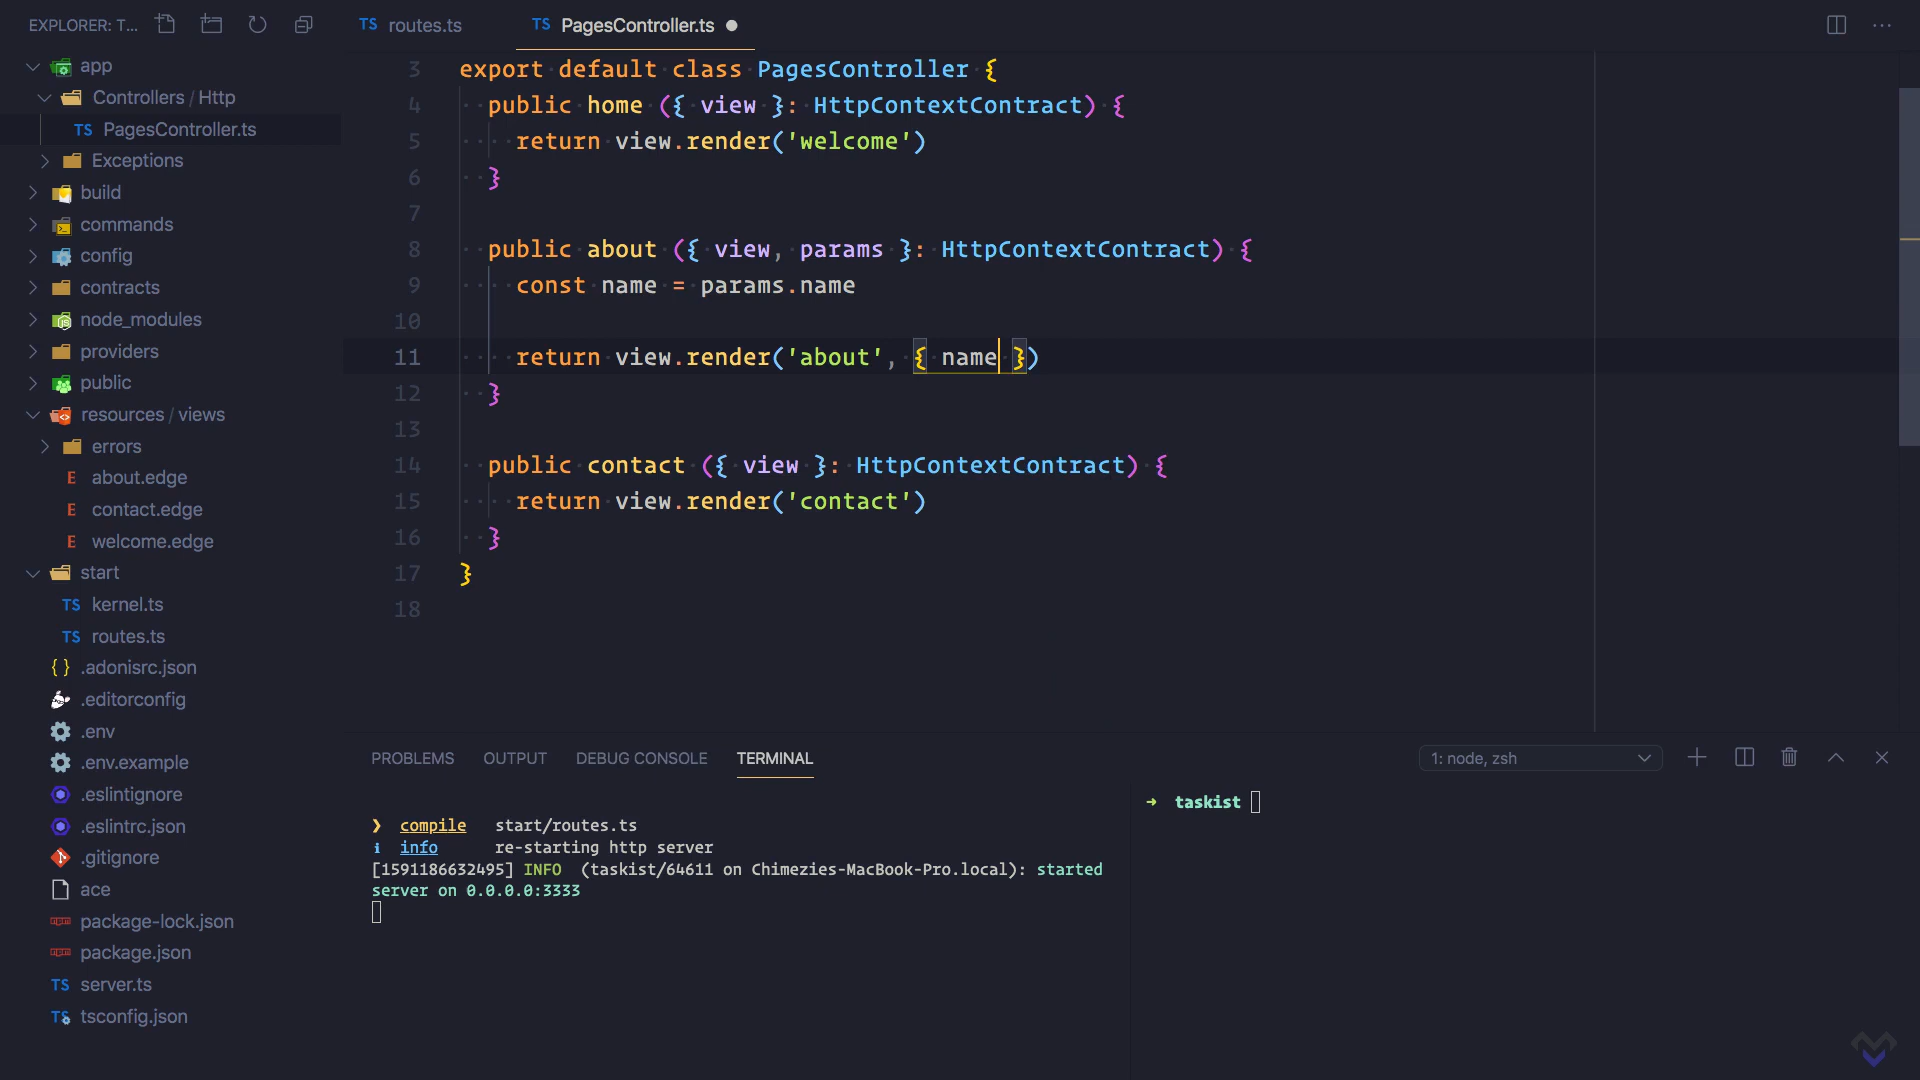 EXPLORER: T...
app
Controllers / Http
TS PagesController.ts
Exceptions
build
commands
config
contracts
node_modules
providers
public
resources / views
errors
E about.edge
E contact.edge
E welcome.edge
start
TS kernel.ts
TS routes.ts
{ } .adonisrc.json
.editorconfig
.env
.env.example
.eslintignore
.eslintrc.json
.gitignore
ace
package-lock.json
package.json
TS server.ts
TS tsconfig.json
TS routes.ts
TS PagesController.ts
3 export default class PagesController {
4 public home ({ view }: HttpContextContract) {
5 return view.render('welcome')
6 }
7
8 public about ({ view, params }: HttpContextContract) {
9 const name = params.name
10
11 return view.render('about', { name })
12 }
13
14 public contact ({ view }: HttpContextContract) {
15 return view.render('contact')
16 }
17 }
18
PROBLEMS OUTPUT DEBUG CONSOLE TERMINAL
1: node, zsh
❯ compile start/routes.ts
ℹ info re-starting http server
[1591186632495] INFO (taskist/64611 on Chimezies-MacBook-Pro.local): started
server on 0.0.0.0:3333
➜ taskist